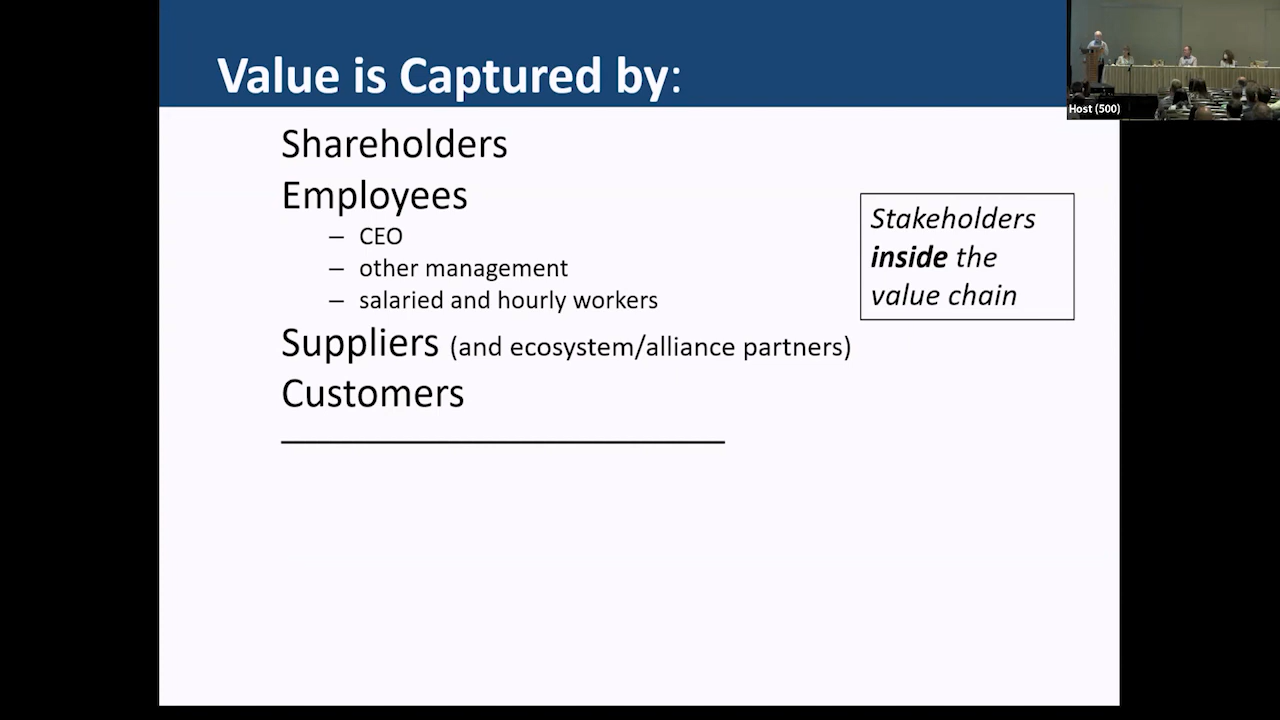 Value is Captured by:
Shareholders
Employees
– CEO
– other management
– salaried and hourly workers
Suppliers (and ecosystem/alliance partners)
Customers
Stakeholders
inside the
value chain
Host (500)